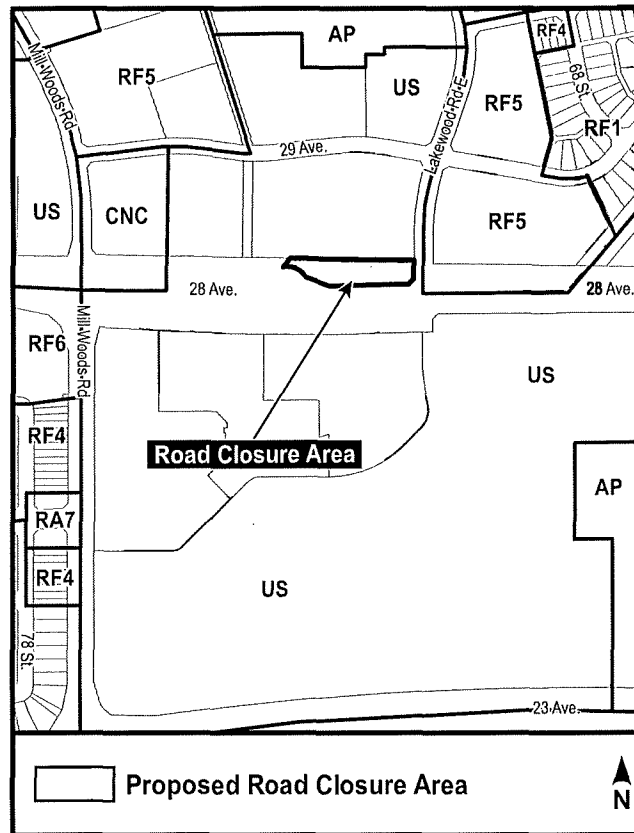 AP
RF4
Mill Woods Rd
RF5
US
68 St.
Lakewood Rd E
RF5
RF1
29 Ave.
US
CNC
RF5
28 Ave.
28 Ave.
Mill Woods Rd
RF6
US
RF4
Road Closure Area
AP
RA7
RF4
US
78 St.
23 Ave.
Proposed Road Closure Area
N